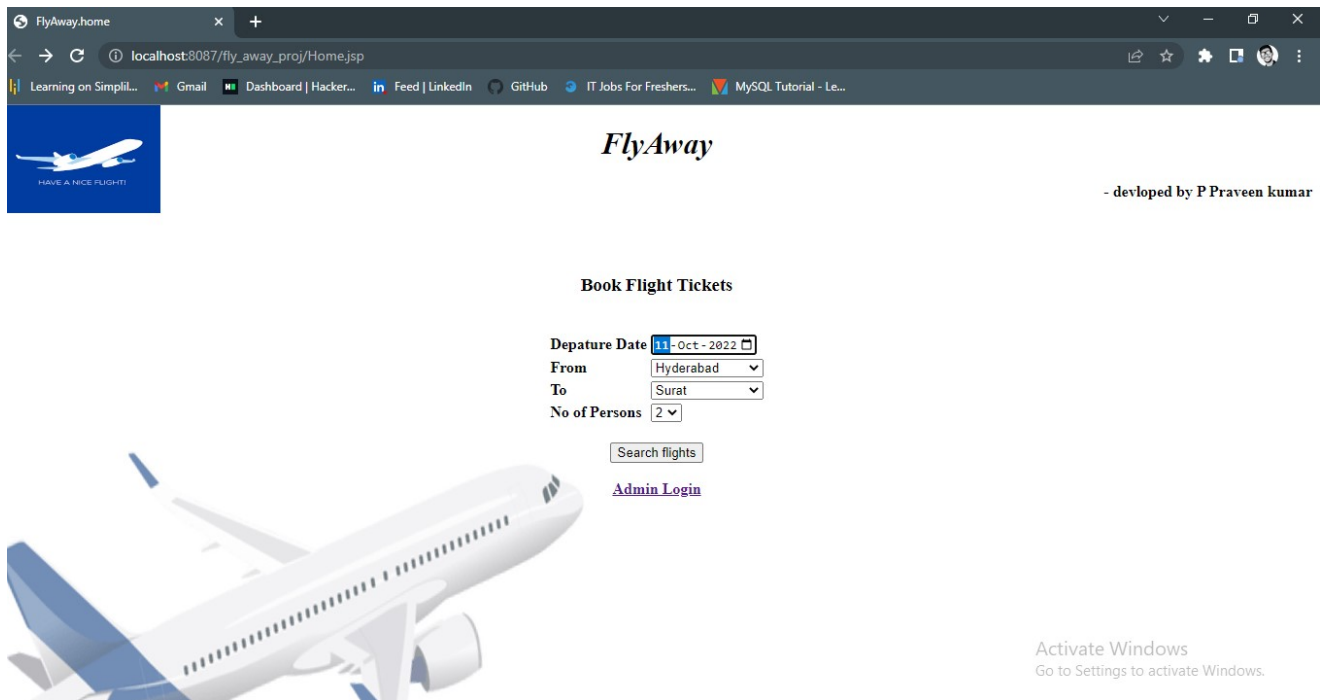 FlyAway.home
localhost:8087/fly_away_proj/Home.jsp
Learning on Simplil... Gmail Dashboard | Hacker... Feed | LinkedIn GitHub IT Jobs For Freshers... MySQL Tutorial - Le...
HAVE A NICE FLIGHT!
FlyAway
- devloped by P Praveen kumar
Book Flight Tickets
Depature Date 11-Oct-2022
From Hyderabad
To Surat
No of Persons 2
Search flights
Admin Login
Activate Windows
Go to Settings to activate Windows.